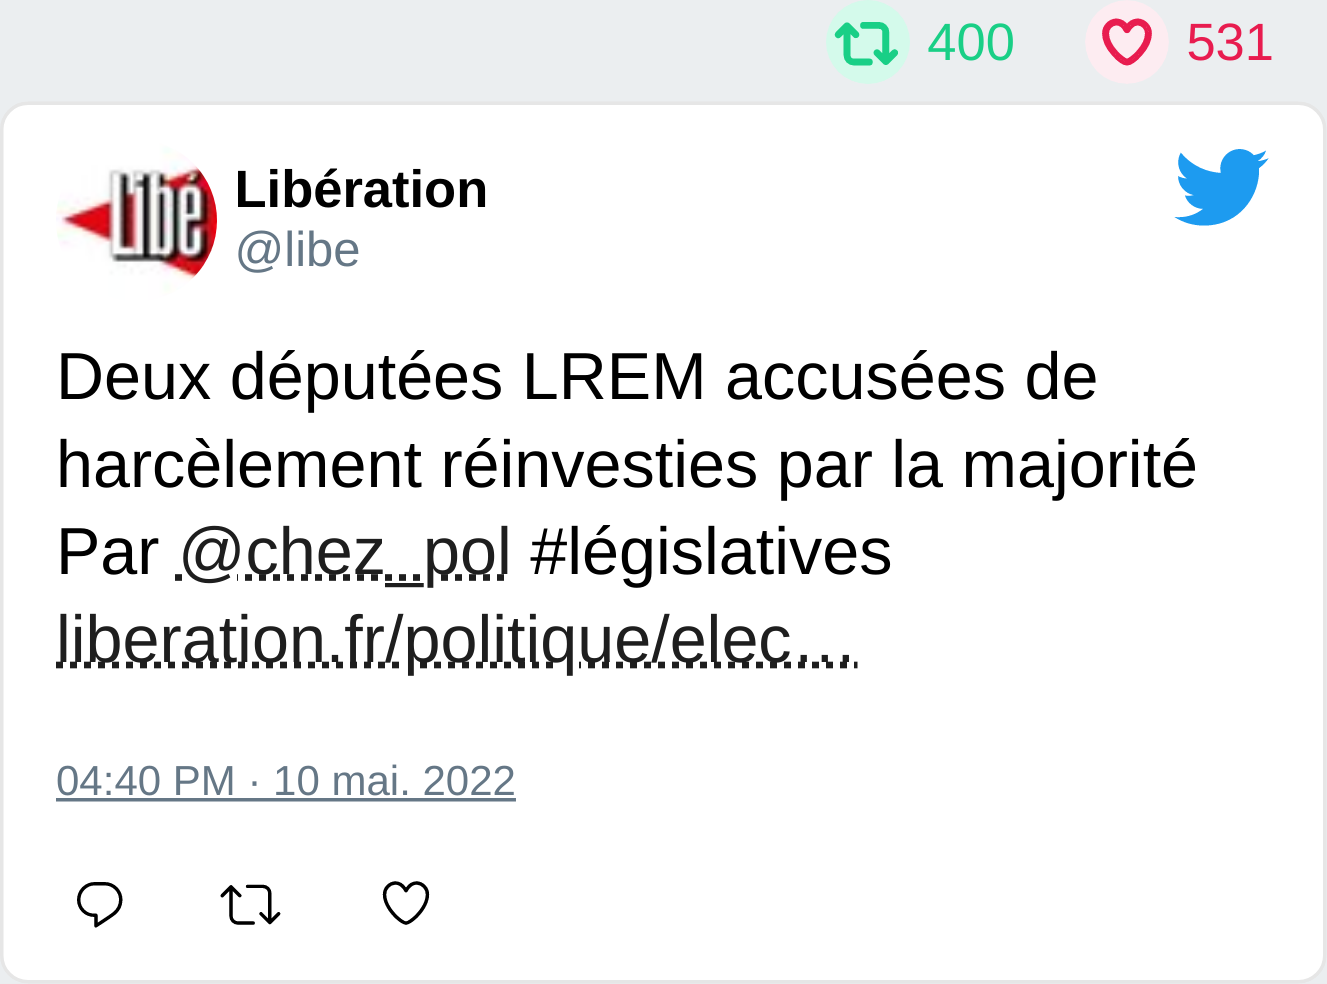 400 531
Libé
Libération
@libe
Deux députées LREM accusées de
harcèlement réinvesties par la majorité
Par @chez_pol #législatives
liberation.fr/politique/elec…
04:40 PM · 10 mai. 2022